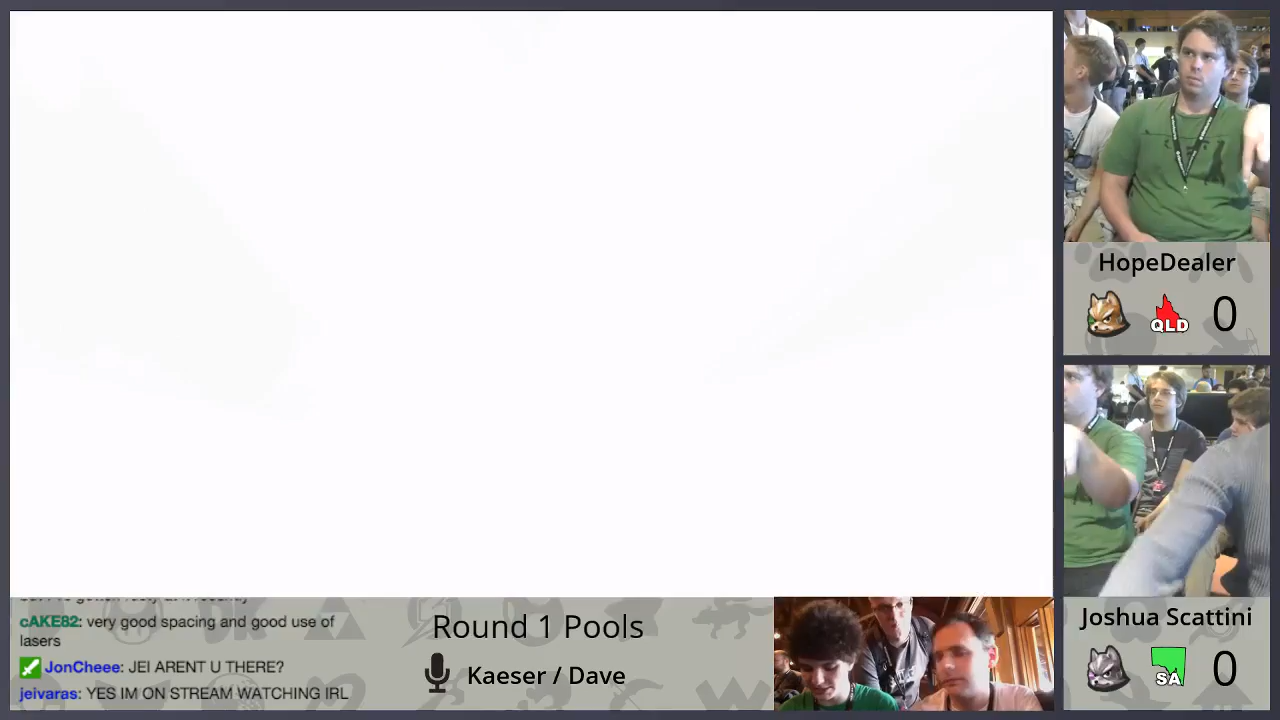 HopeDealer
QLD 0
cAKE82: very good spacing and good use of
lasers
JonCheee: JEI ARENT U THERE?
jeivaras: YES IM ON STREAM WATCHING IRL
Round 1 Pools
Kaeser / Dave
Joshua Scattini
SA 0